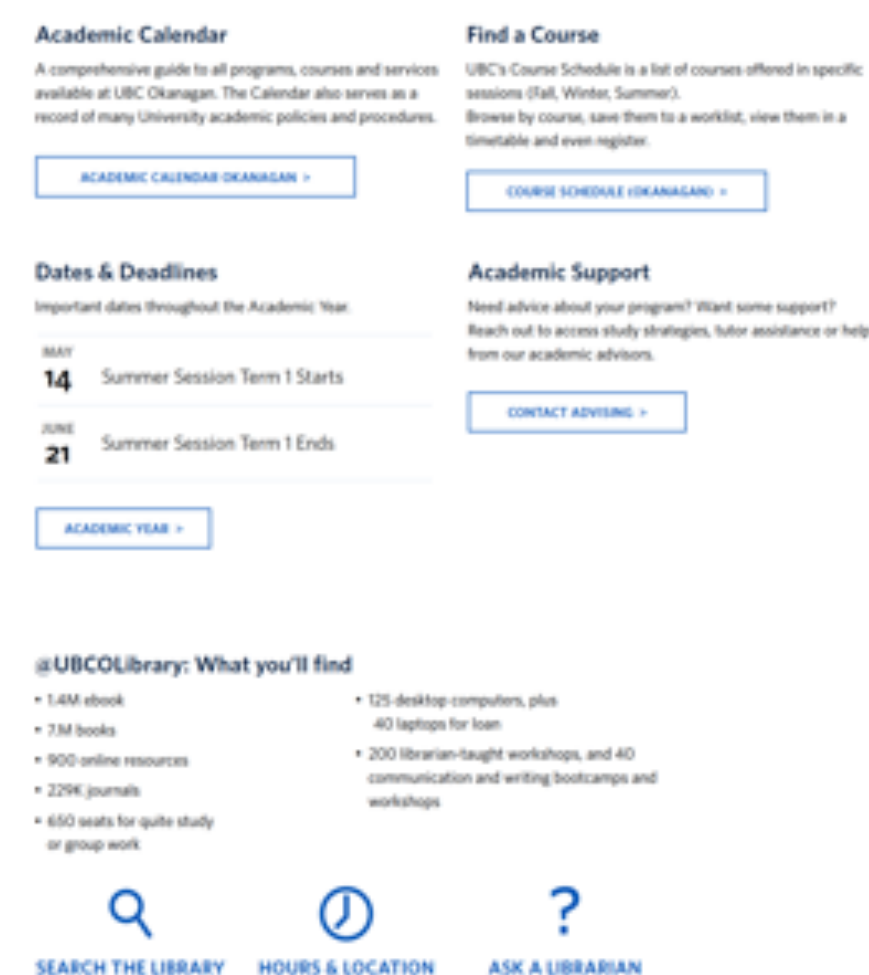 Academic Calendar
A comprehensive guide to all programs, courses and services
available at UBC Okanagan. The Calendar also serves as a
record of many University academic policies and procedures.
ACADEMIC CALENDAR OKANAGAN >
Find a Course
UBC's Course Schedule is a list of courses offered in specific
sessions (Fall, Winter, Summer).
Browse by course, save them to a worklist, view them in a
timetable and even register.
COURSE SCHEDULE (OKANAGAN) >
Dates & Deadlines
Important dates throughout the Academic Year.
MAY
14
Summer Session Term 1 Starts
JUNE
21
Summer Session Term 1 Ends
ACADEMIC YEAR >
Academic Support
Need advice about your program? Want some support?
Reach out to access study strategies, tutor assistance or help
from our academic advisors.
CONTACT ADVISING >
@UBCOLibrary: What you'll find
• 1.4M ebook
• 7.M books
• 900 online resources
• 229K journals
• 650 seats for quite study
or group work
• 125 desktop computers, plus
40 laptops for loan
• 200 librarian-taught workshops, and 40
communication and writing bootcamps and
workshops
SEARCH THE LIBRARY
HOURS & LOCATION
?
ASK A LIBRARIAN